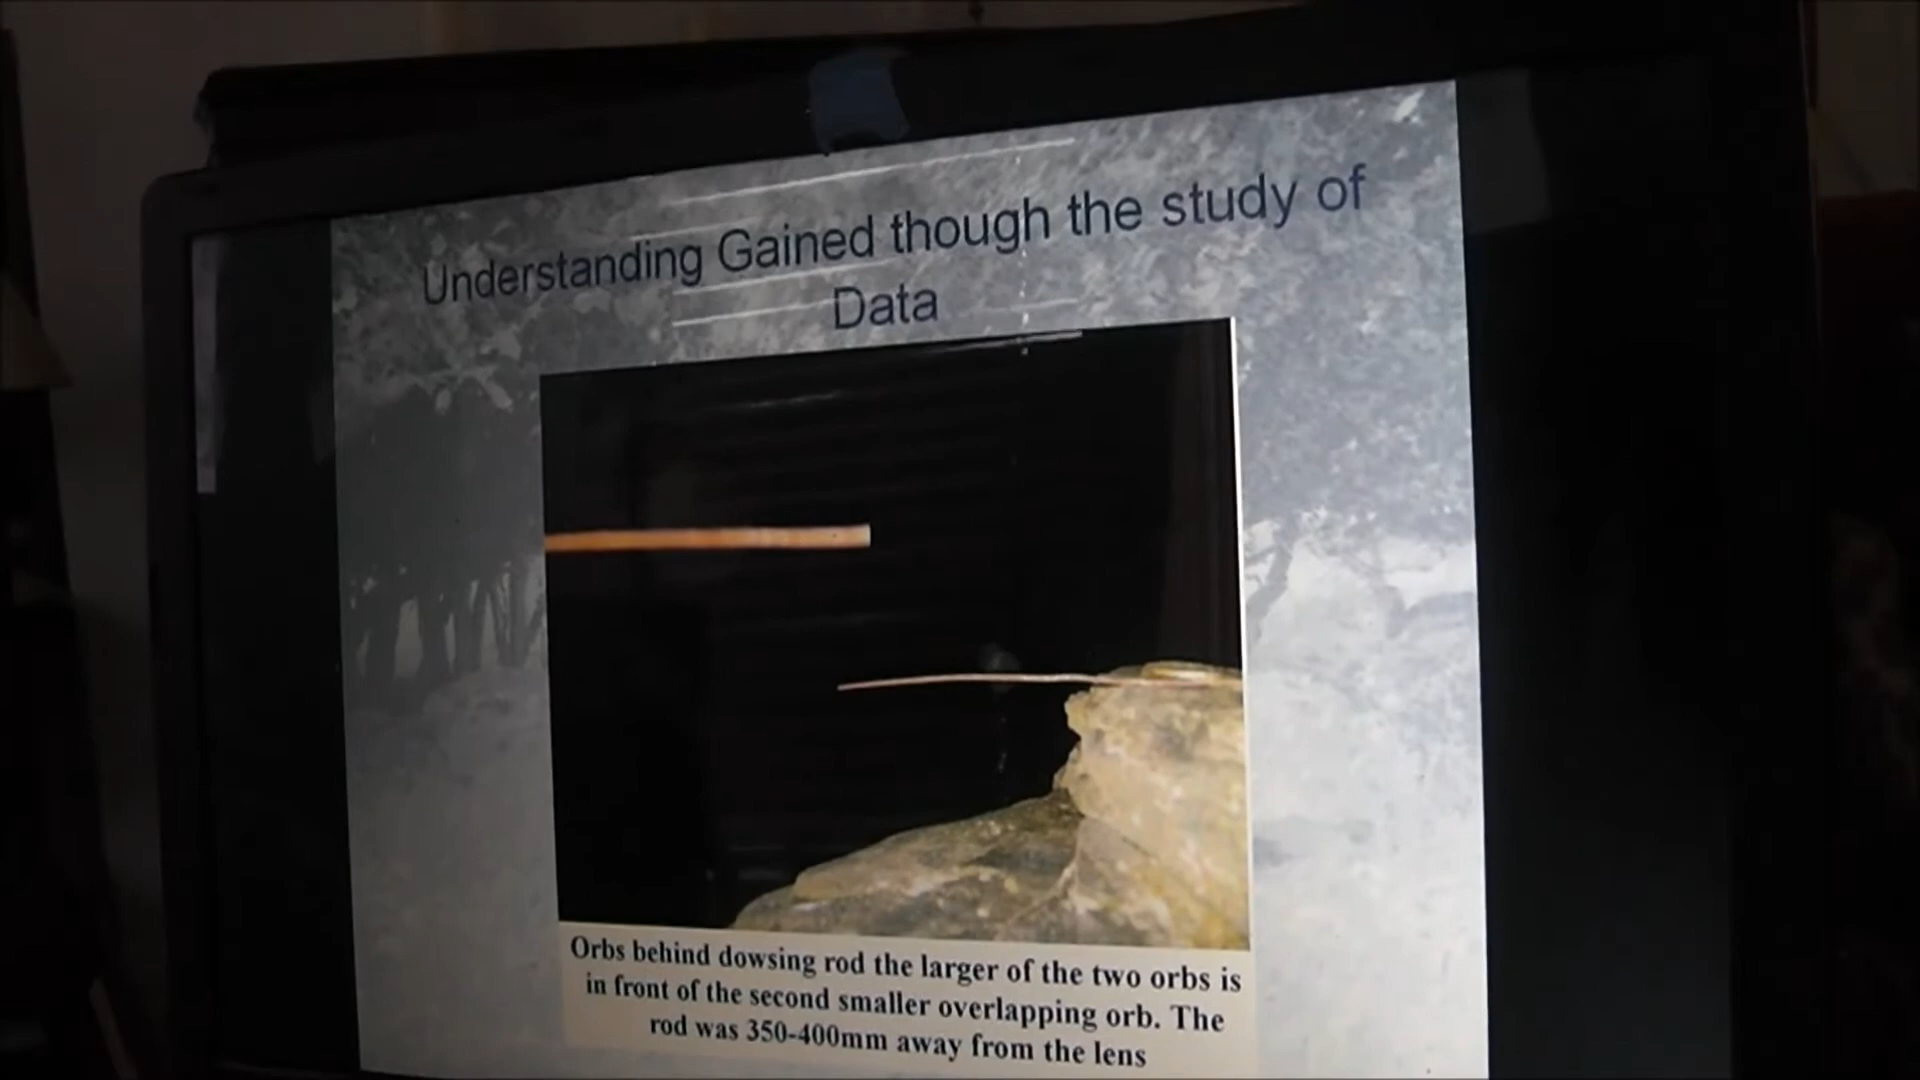 Understanding Gained though the study of
Data
Orbs behind dowsing rod the larger of the two orbs is
in front of the second smaller overlapping orb. The
rod was 350-400mm away from the lens